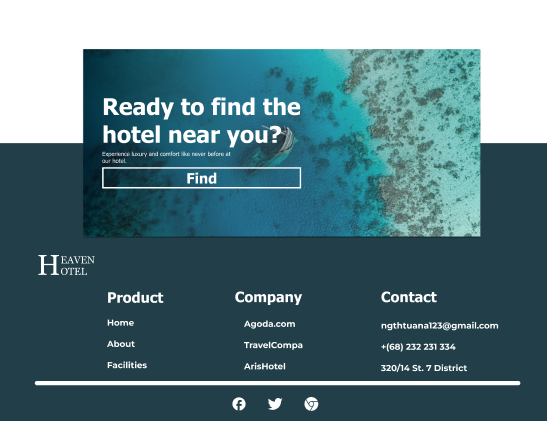 Ready to find the
hotel near you?
Experience luxury and comfort like never before at
our hotel.
Find
HEAVEN
HOTEL
Product
Home
About
Facilities
Company
Agoda.com
TravelCompa
ArisHotel
Contact
ngthtuana123@gmail.com
+(68) 232 231 334
320/14 St. 7 District